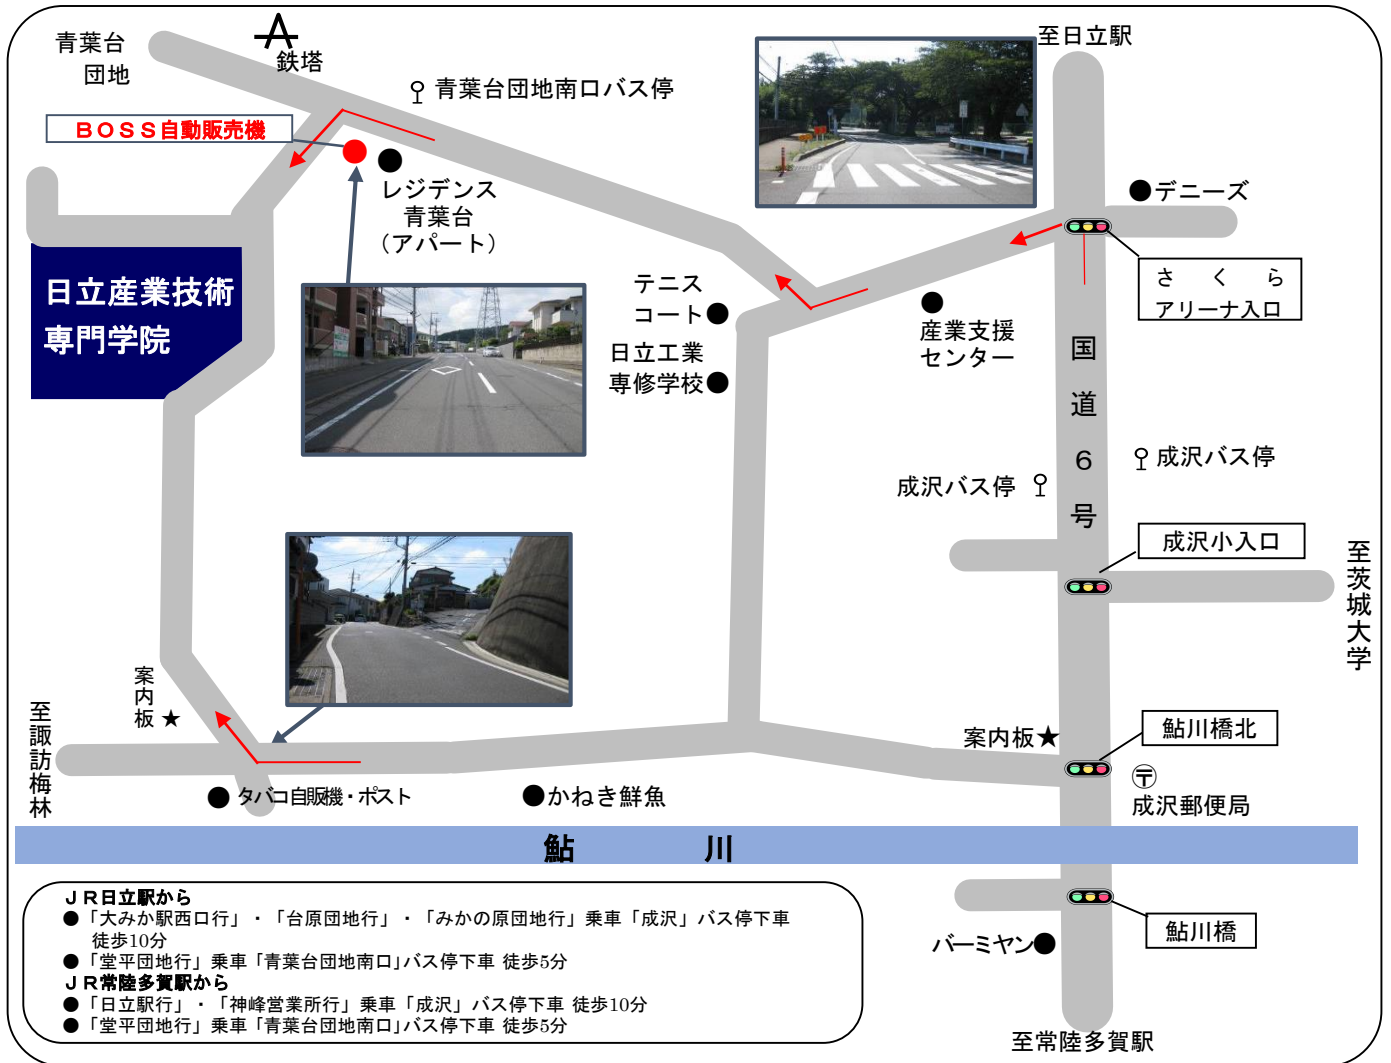 青葉台
団地
鉄塔
青葉台団地南口バス停
至日立駅
ＢＯＳＳ自動販売機
レジデンス
青葉台
（アパート）
デニーズ
さくら
アリーナ入口
日立産業技術
専門学院
テニス
コート
日立工業
専修学校
産業支援
センター
国道６号
成沢バス停
成沢バス停
成沢小入口
至茨城大学
案内板★
至諏訪梅林
案内板★
鮎川橋北
〒
成沢郵便局
●タバコ自販機・ポスト
●かねき鮮魚
鮎川
鮎川橋
バーミヤン●
至常陸多賀駅
ＪＲ日立駅から
●「大みか駅西口行」・「台原団地行」・「みかの原団地行」乗車「成沢」バス停下車
徒歩10分
●「堂平団地行」乗車「青葉台団地南口」バス停下車 徒歩5分
ＪＲ常陸多賀駅から
●「日立駅行」・「神峰営業所行」乗車「成沢」バス停下車 徒歩10分
●「堂平団地行」乗車「青葉台団地南口」バス停下車 徒歩5分